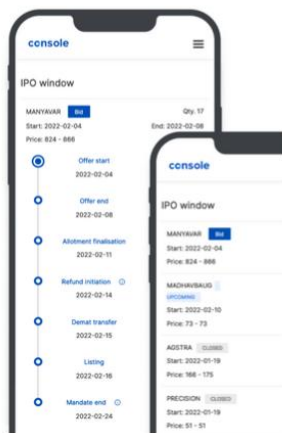 console
IPO window
MANYAVAR Bid Qty. 17
Start: 2022-02-04 End: 2022-02-08
Price: 824 - 866
Offer start
2022-02-04
Offer end
2022-02-08
Allotment finalisation
2022-02-11
Refund initiation
2022-02-14
Demat transfer
2022-02-15
Listing
2022-02-16
Mandate end
2022-02-24
console
IPO window
MANYAVAR Bid
Start: 2022-02-04
Price: 824 - 866
MADHAVBAUG
UPCOMING
Start: 2022-02-10
Price: 73 - 73
AGSTRA CLOSED
Start: 2022-01-19
Price: 166 - 175
PRECISION CLOSED
Start: 2022-01-19
Price: 51 - 51